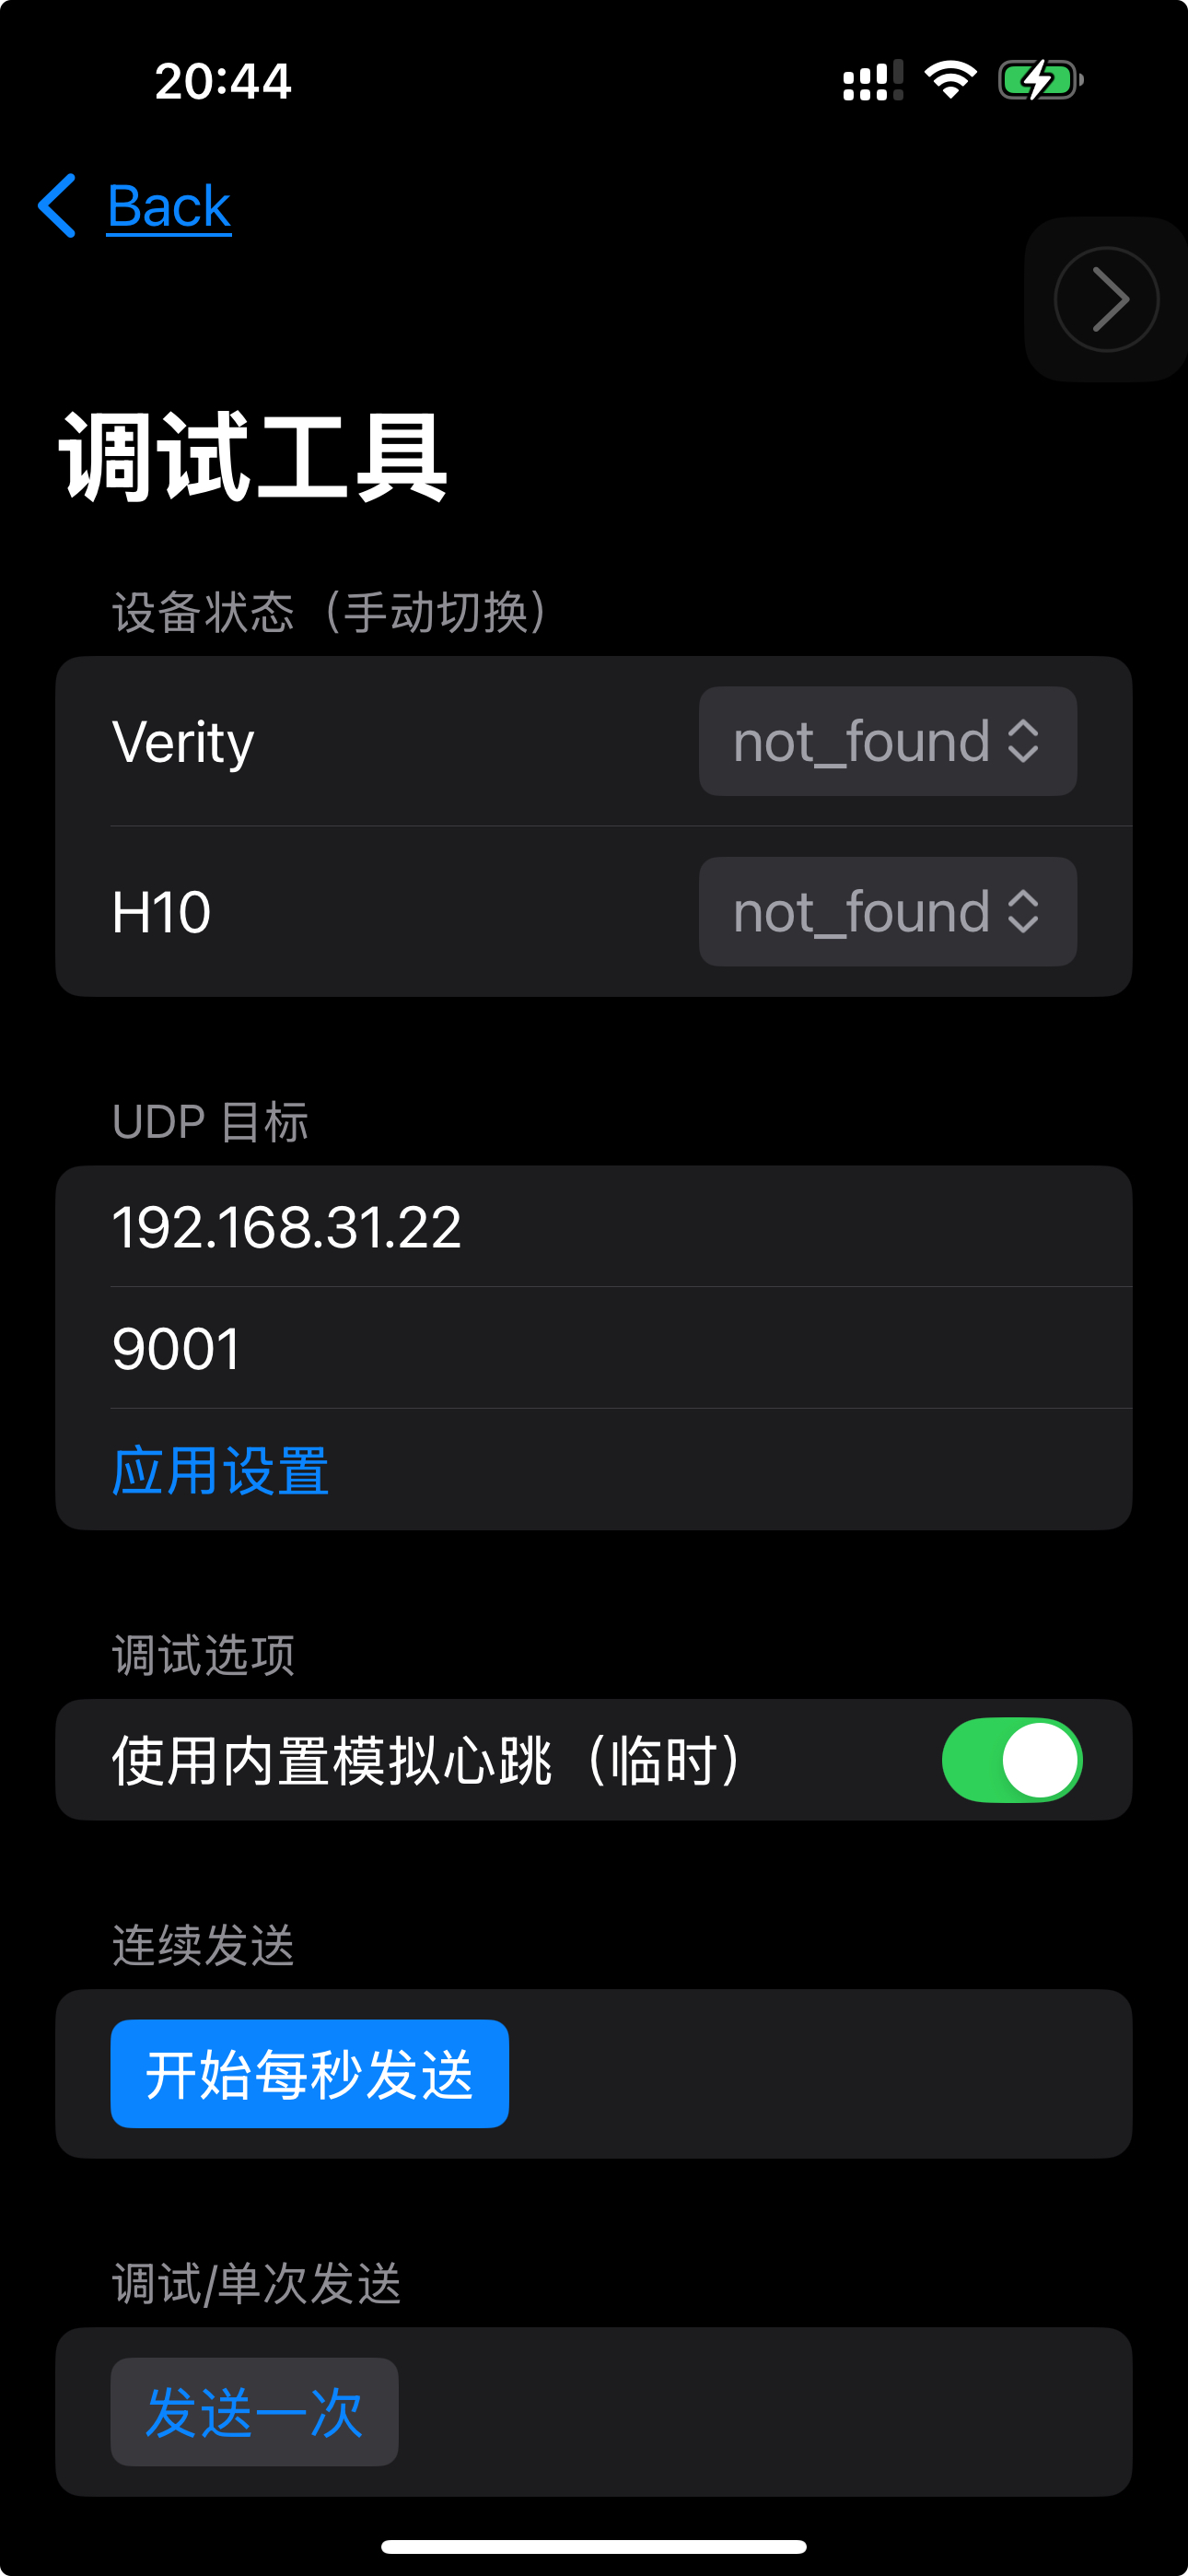 20:44
Back
调试工具
设备状态（手动切换）
Verity
not_found
H10
not_found
UDP 目标
192.168.31.22
9001
应用设置
调试选项
使用内置模拟心跳（临时）
连续发送
开始每秒发送
调试/单次发送
发送一次